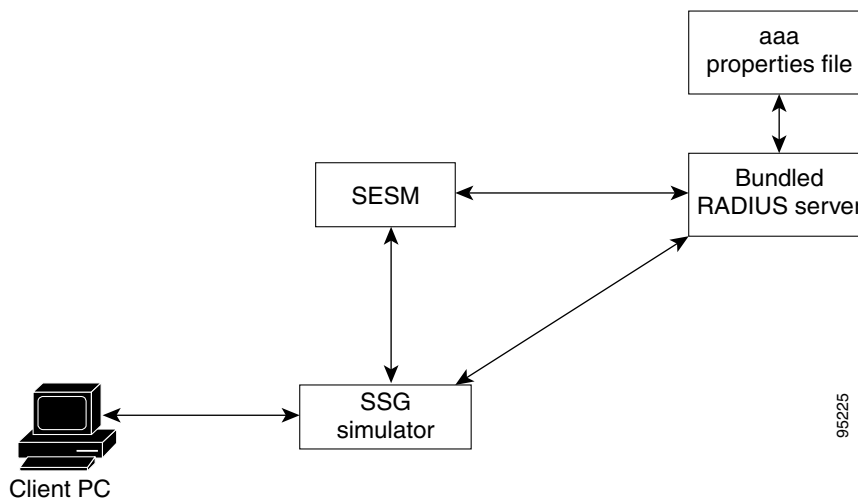 aaa
properties file
SESM
Bundled
RADIUS server
SSG
simulator
95225
Client PC